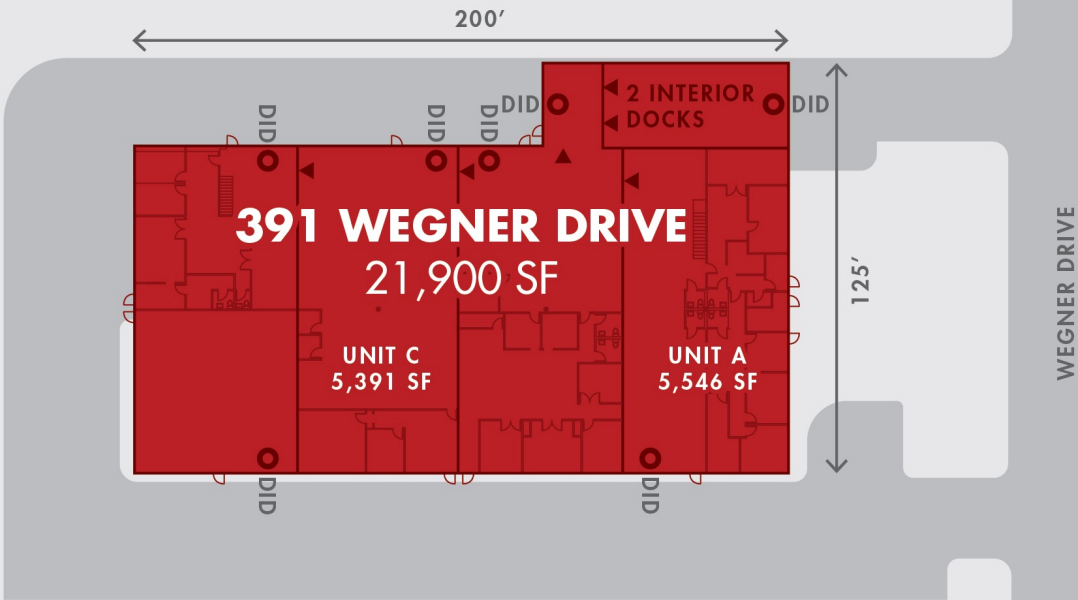 200’
DID
DID
DID
DID
2 INTERIOR
DOCKS
DID
391 WEGNER DRIVE
21,900 SF
125’
WEGNER DRIVE
UNIT C
5,391 SF
UNIT A
5,546 SF
DID
DID